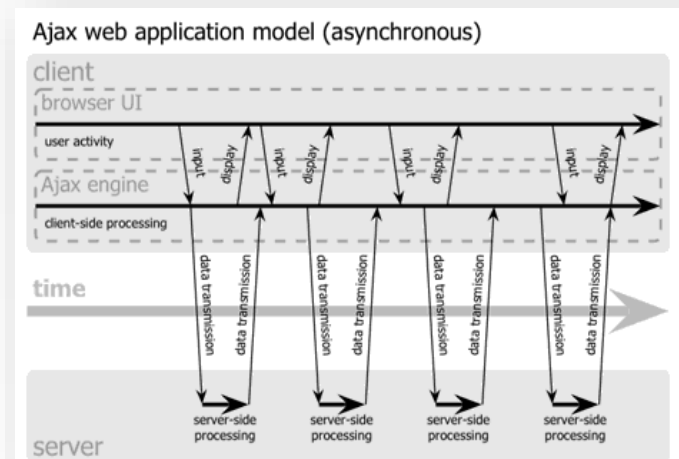 Ajax web application model (asynchronous)
client
browser UI
user activity
input
display
input
display
input
display
input
display
Ajax engine
client-side processing
data transmission
data transmission
data transmission
data transmission
data transmission
data transmission
data transmission
data transmission
time
server-side
processing
server-side
processing
server-side
processing
server-side
processing
server